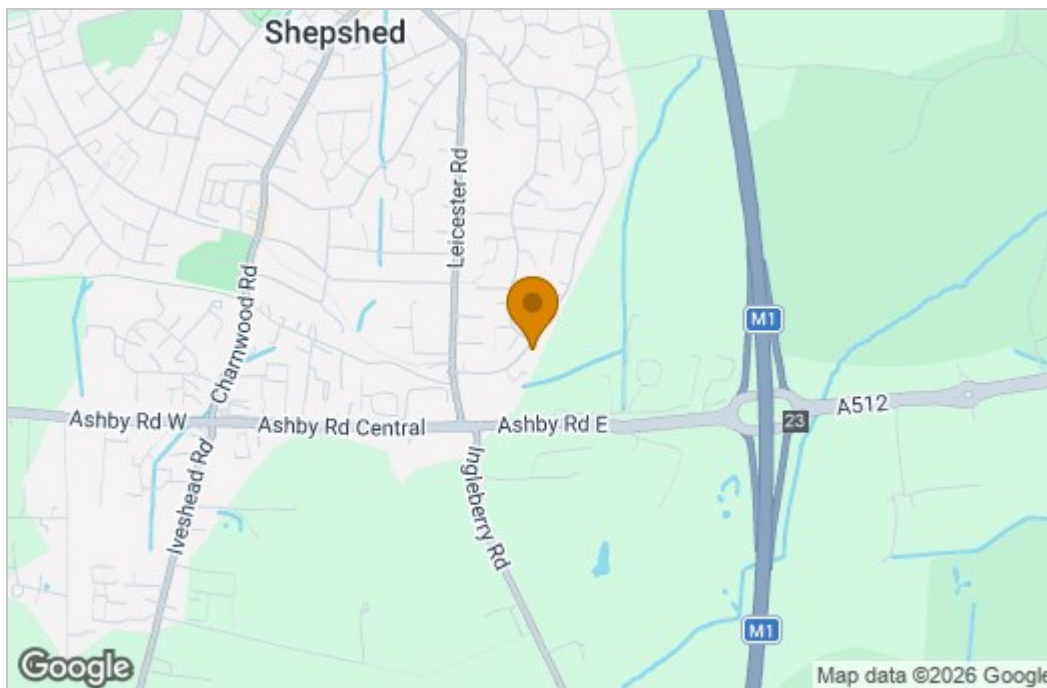 Shepshed
Leicester Rd
Charnwood Rd
M1
Ashby Rd W
Ashby Rd Central
Ashby Rd E
23
A512
Iveshead Rd
Ingleberry Rd
M1
Google
Map data ©2026 Google